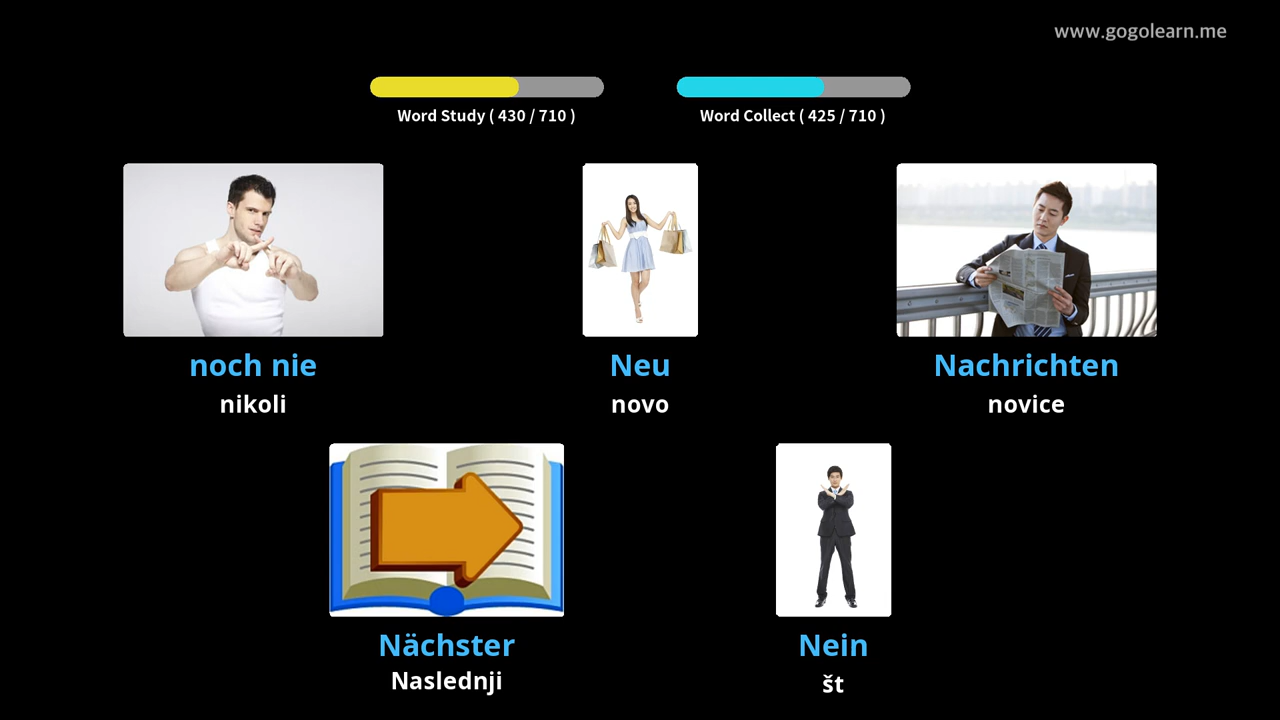 www.gogolearn.me
Word Study ( 430 / 710 )
Word Collect ( 425 / 710 )
noch nie
nikoli
Neu
novo
Nachrichten
novice
Nächster
Naslednji
Nein
št